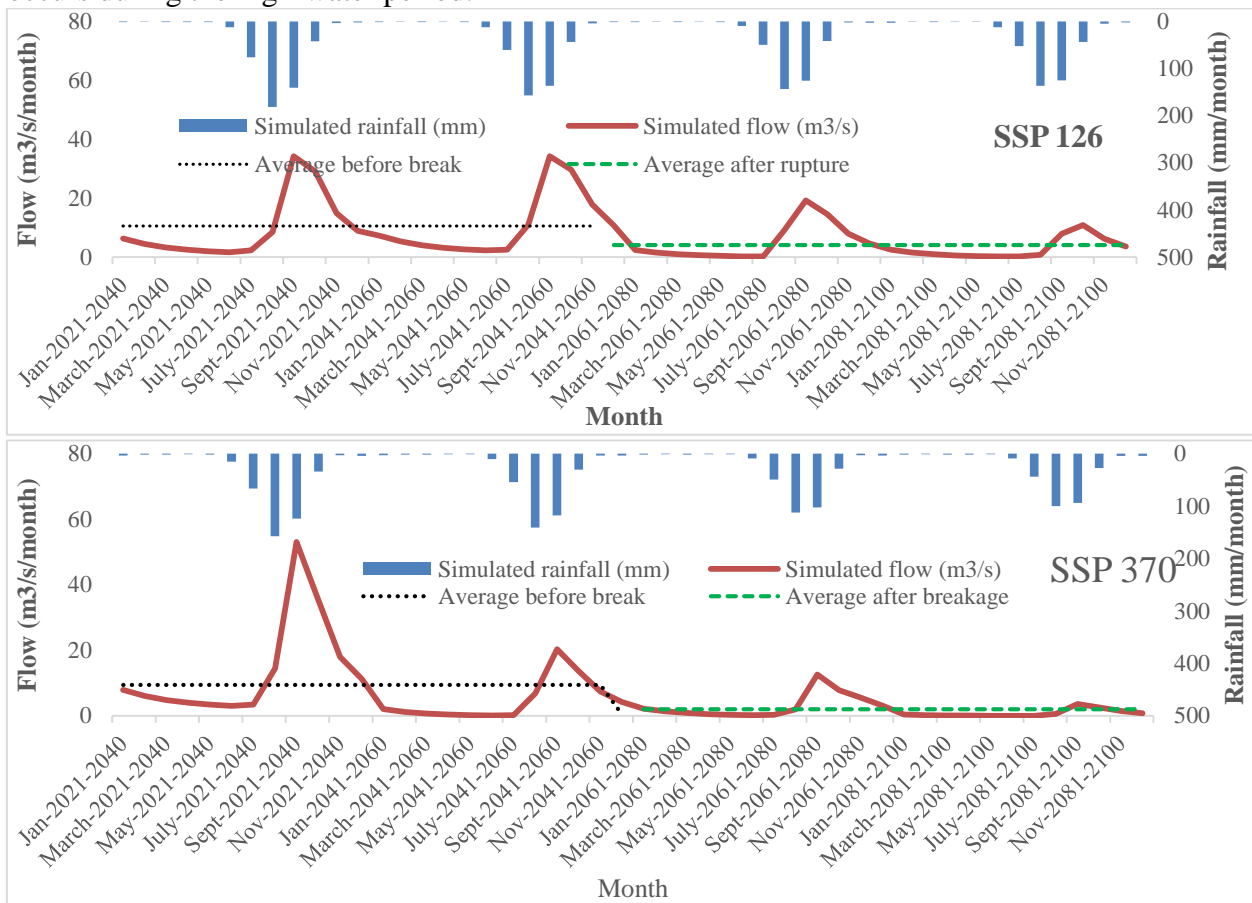 occurs during the high water period.
80
60
40
20
0
Flow (m3/s/month)
0
100
200
300
400
500
Rainfall (mm/month)
Simulated rainfall (mm)
Simulated flow (m3/s)
Average before break
Average after rupture
SSP 126
Jan-2021-2040
March-2021-2040
May-2021-2040
July-2021-2040
Sept-2021-2040
Nov-2021-2040
Jan-2041-2060
March-2041-2060
May-2041-2060
July-2041-2060
Sept-2041-2060
Nov-2041-2060
Jan-2061-2080
March-2061-2080
May-2061-2080
July-2061-2080
Sept-2061-2080
Nov-2061-2080
Jan-2081-2100
March-2081-2100
May-2081-2100
July-2081-2100
Sept-2081-2100
Nov-2081-2100
Month
80
60
40
20
0
Flow (m3/s/month)
0
100
200
300
400
500
Rainfall (mm/month)
Simulated rainfall (mm)
Simulated flow (m3/s)
Average before break
Average after breakage
SSP 370
Jan-2021-2040
March-2021-2040
May-2021-2040
July-2021-2040
Sept-2021-2040
Nov-2021-2040
Jan-2041-2060
March-2041-2060
May-2041-2060
July-2041-2060
Sept-2041-2060
Nov-2041-2060
Jan-2061-2080
March-2061-2080
May-2061-2080
July-2061-2080
Sept-2061-2080
Nov-2061-2080
Jan-2081-2100
March-2081-2100
May-2081-2100
July-2081-2100
Sept-2081-2100
Nov-2081-2100
Month